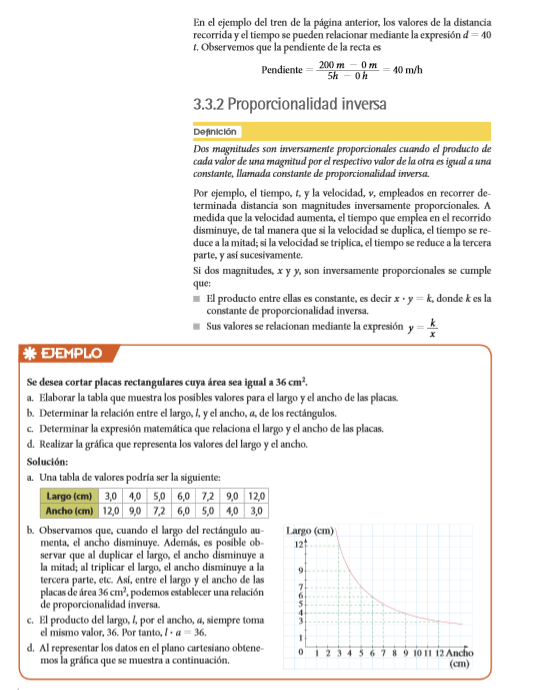 En el ejemplo del tren de la página anterior, los valores de la distancia
recorrida y el tiempo se pueden relacionar mediante la expresión d = 40
t. Observemos que la pendiente de la recta es
Pendiente = (200 m − 0 m)/(5h − 0 h) = 40 m/h
3.3.2 Proporcionalidad inversa
Definición
Dos magnitudes son inversamente proporcionales cuando el producto de
cada valor de una magnitud por el respectivo valor de la otra es igual a una
constante, llamada constante de proporcionalidad inversa.
Por ejemplo, el tiempo, t, y la velocidad, v, empleados en recorrer de-
terminada distancia son magnitudes inversamente proporcionales. A
medida que la velocidad aumenta, el tiempo que emplea en el recorrido
disminuye, de tal manera que si la velocidad se duplica, el tiempo se re-
duce a la mitad; si la velocidad se triplica, el tiempo se reduce a la tercera
parte, y así sucesivamente.
Si dos magnitudes, x y y, son inversamente proporcionales se cumple
que:
■ El producto entre ellas es constante, es decir x • y = k, donde k es la
constante de proporcionalidad inversa.
■ Sus valores se relacionan mediante la expresión y = k/x
✱ EJEMPLO
Se desea cortar placas rectangulares cuya área sea igual a 36 cm².
a. Elaborar la tabla que muestra los posibles valores para el largo y el ancho de las placas.
b. Determinar la relación entre el largo, l, y el ancho, a, de los rectángulos.
c. Determinar la expresión matemática que relaciona el largo y el ancho de las placas.
d. Realizar la gráfica que representa los valores del largo y el ancho.
Solución:
a. Una tabla de valores podría ser la siguiente:
Largo (cm) 3,0 4,0 5,0 6,0 7,2 9,0 12,0
Ancho (cm) 12,0 9,0 7,2 6,0 5,0 4,0 3,0
b. Observamos que, cuando el largo del rectángulo au-
menta, el ancho disminuye. Además, es posible ob-
servar que al duplicar el largo, el ancho disminuye a
la mitad; al triplicar el largo, el ancho disminuye a la
tercera parte, etc. Así, entre el largo y el ancho de las
placas de área 36 cm², podemos establecer una relación
de proporcionalidad inversa.
c. El producto del largo, l, por el ancho, a, siempre toma
el mismo valor, 36. Por tanto, l • a = 36.
d. Al representar los datos en el plano cartesiano obtene-
mos la gráfica que se muestra a continuación.
Largo (cm)
12
9
7
6
5
4
3
1
0 1 2 3 4 5 6 7 8 9 10 11 12 Ancho
(cm)